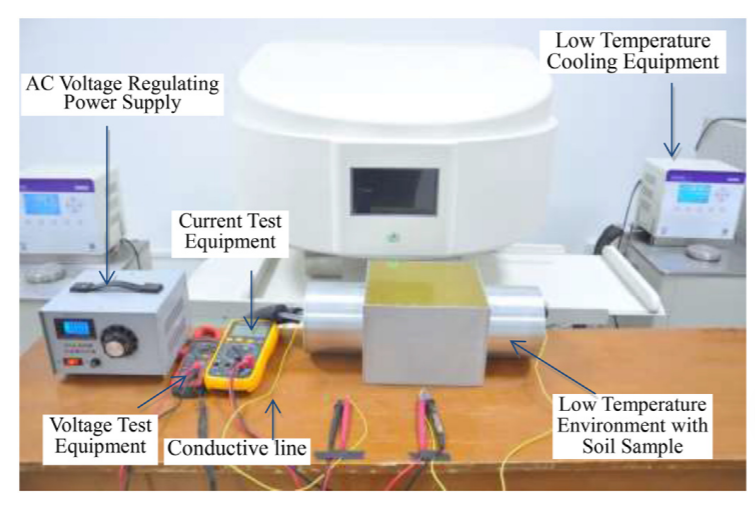 Low Temperature
Cooling Equipment
AC Voltage Regulating
Power Supply
Current Test
Equipment
Voltage Test
Equipment
Conductive line
Low Temperature
Environment with
Soil Sample